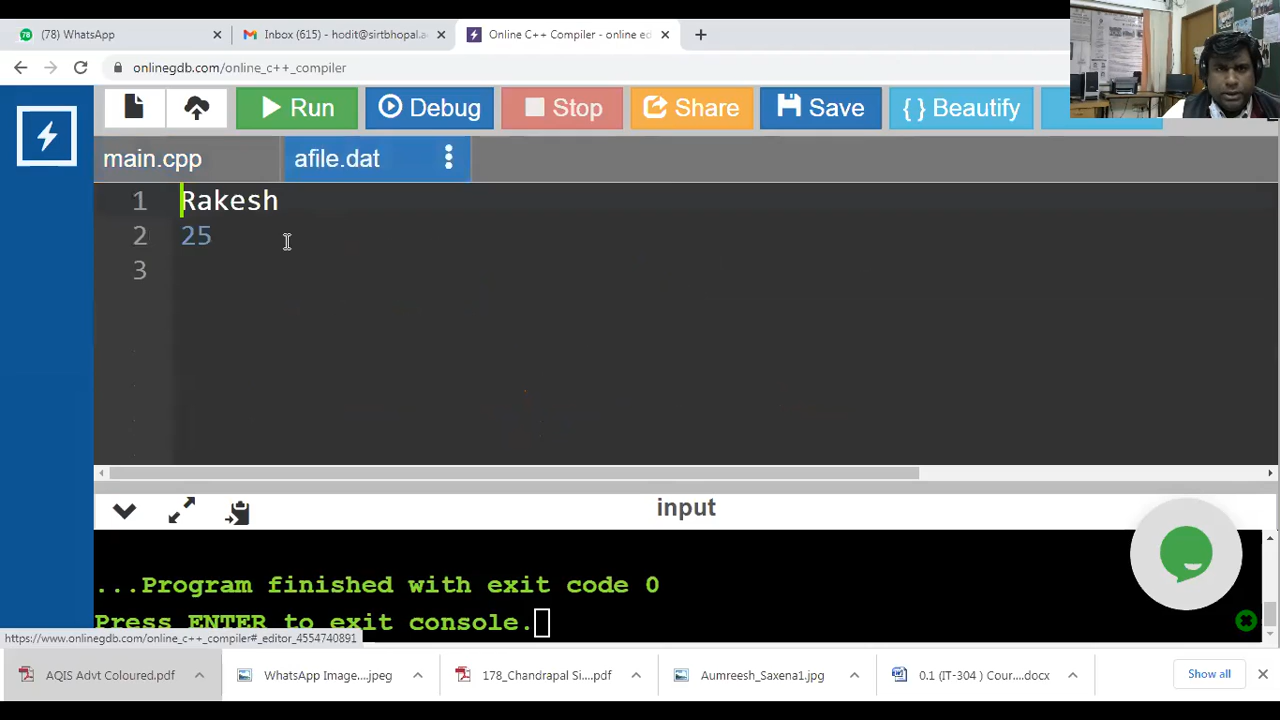 (78) WhatsApp
Inbox (615) - hodit@sirtbhopal.
Online C++ Compiler - online ed
onlinegdb.com/online_c++_compiler
Run
Debug
Stop
Share
Save
{ } Beautify
main.cpp
afile.dat
1 Rakesh
2 25
3
input
...Program finished with exit code 0
Press ENTER to exit console.
https://www.onlinegdb.com/online_c++_compiler#_editor_4554740891
AQIS Advt Coloured.pdf
WhatsApp Image....jpeg
178_Chandrapal Si....pdf
Aumreesh_Saxena1.jpg
0.1 (IT-304 ) Cour....docx
Show all